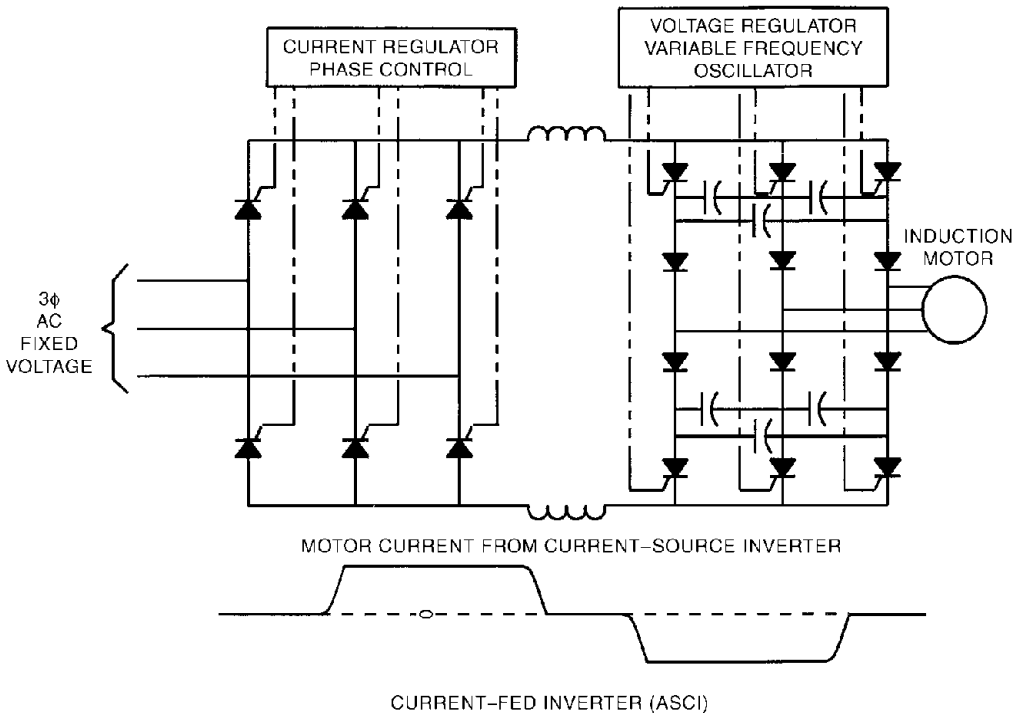 CURRENT REGULATOR
PHASE CONTROL
VOLTAGE REGULATOR
VARIABLE FREQUENCY
OSCILLATOR
3ϕ
AC
FIXED
VOLTAGE
INDUCTION
MOTOR
MOTOR CURRENT FROM CURRENT–SOURCE INVERTER
CURRENT–FED INVERTER (ASCI)